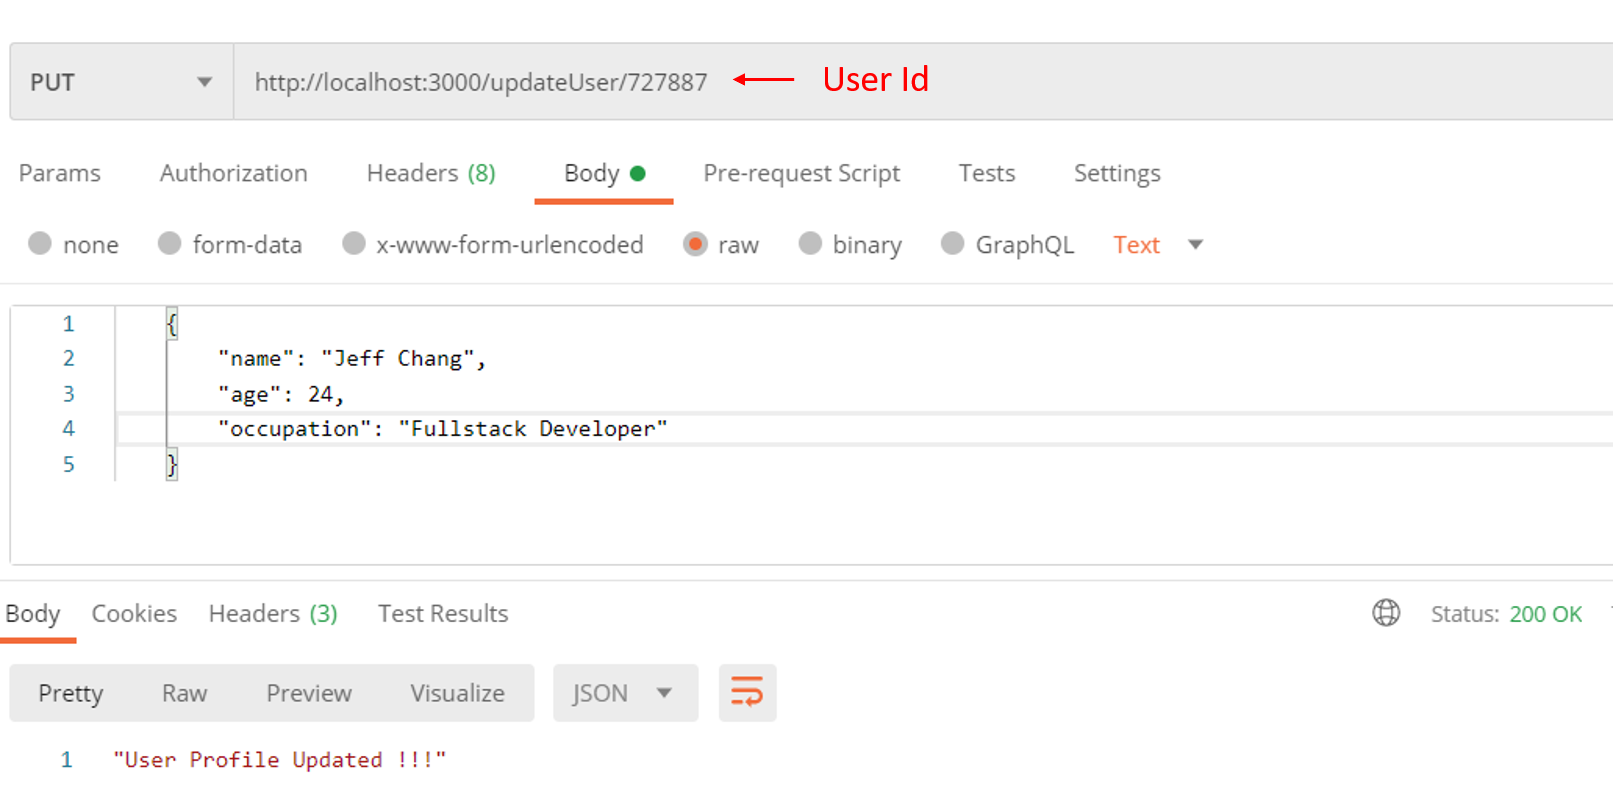 PUT http://localhost:3000/updateUser/727887 User Id
Params Authorization Headers (8) Body Pre-request Script Tests Settings
none form-data x-www-form-urlencoded raw binary GraphQL Text
1 {
2 "name": "Jeff Chang",
3 "age": 24,
4 "occupation": "Fullstack Developer"
5 }
Body Cookies Headers (3) Test Results Status: 200 OK
Pretty Raw Preview Visualize JSON
1 "User Profile Updated !!!"